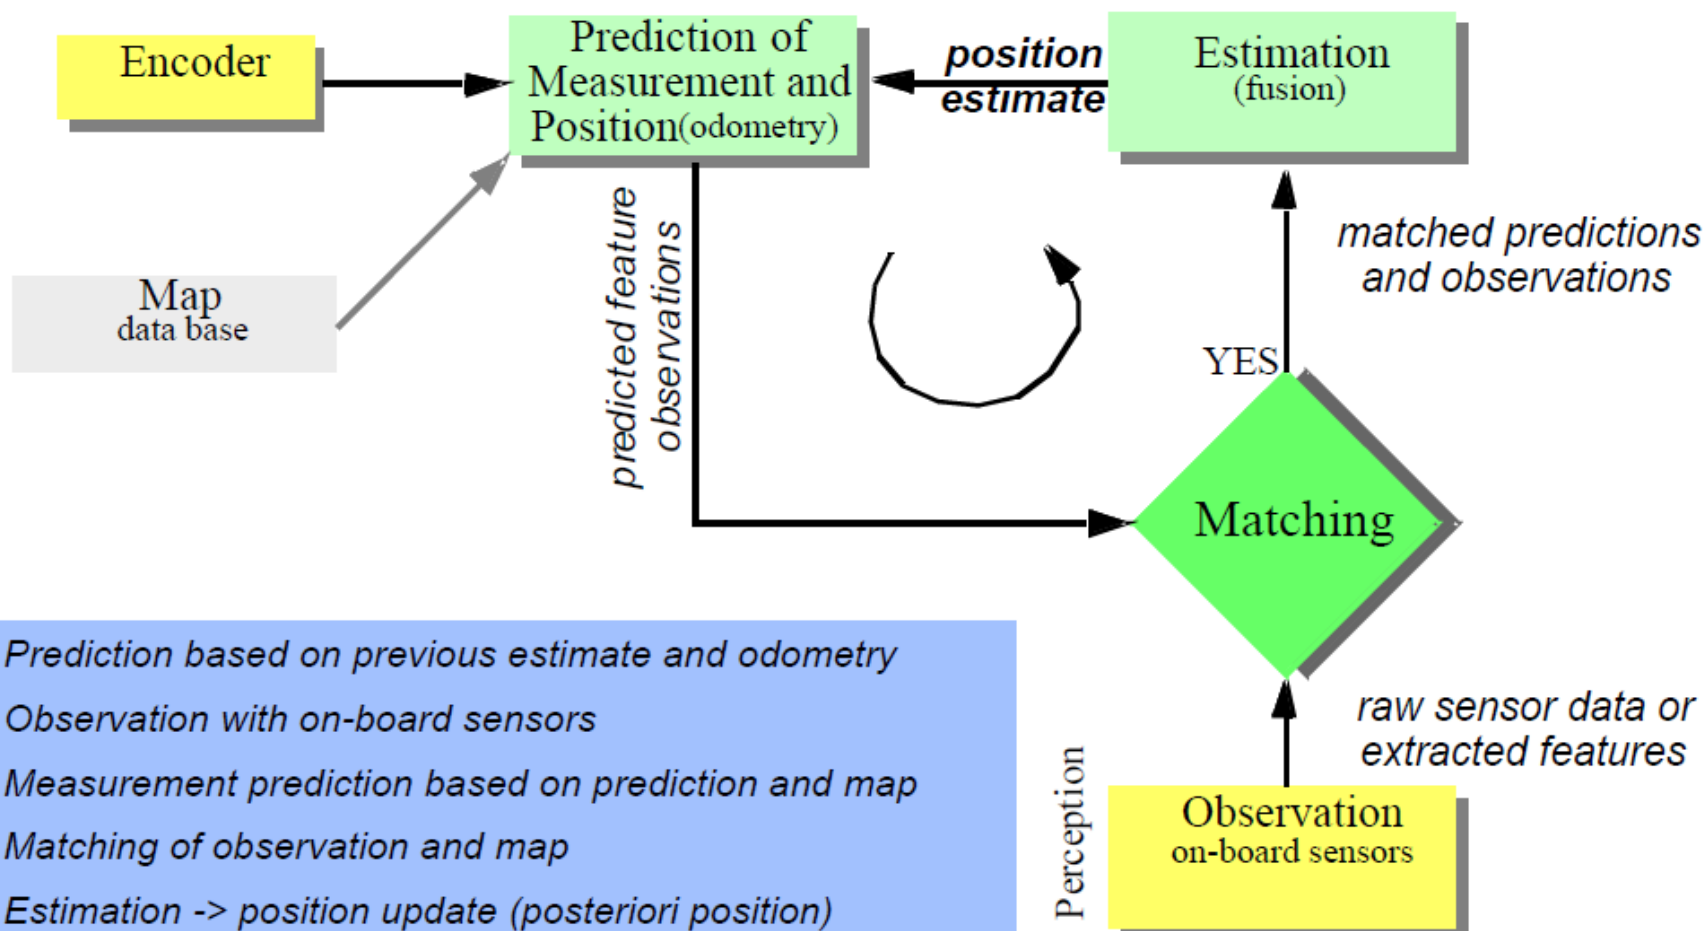 Encoder
Prediction of
Measurement and
Position(odometry)
position
estimate
Estimation
(fusion)
Map
data base
predicted feature
observations
matched predictions
and observations
YES
Matching
raw sensor data or
extracted features
Perception
Observation
on-board sensors
Prediction based on previous estimate and odometry
Observation with on-board sensors
Measurement prediction based on prediction and map
Matching of observation and map
Estimation -> position update (posteriori position)